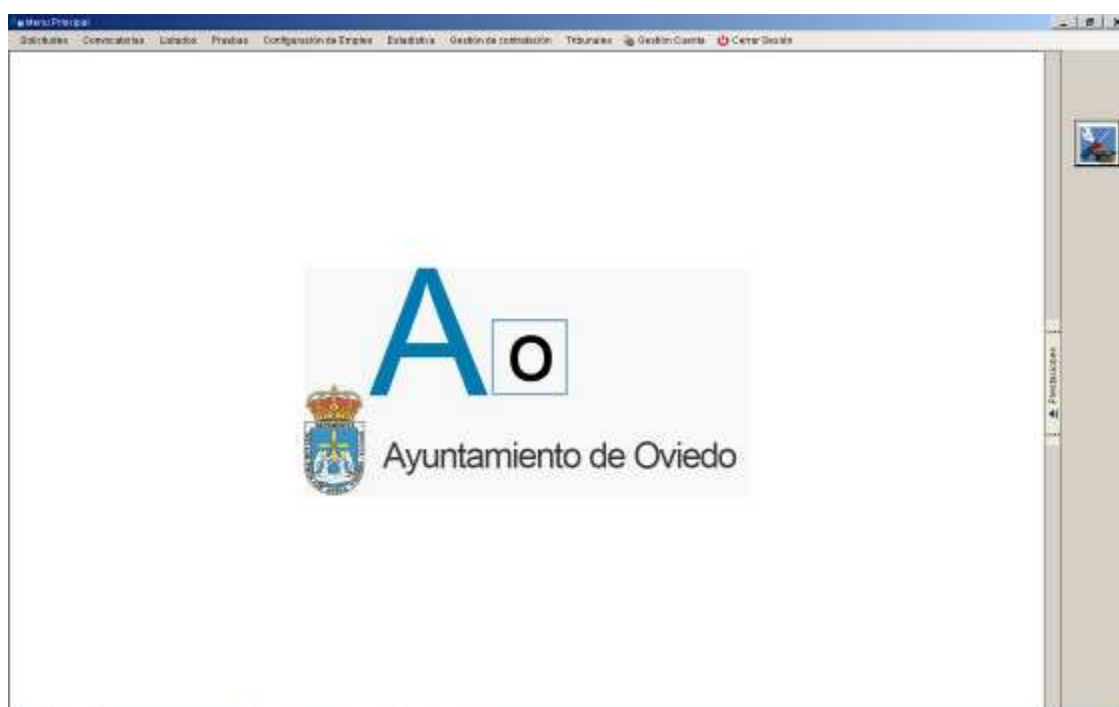 Menu Principal
Solicitudes Convocatorias Listados Pruebas Configuración de Empleo Estadística Gestión de contratación Tribunales Gestión Cuenta Cerrar Sesión
A o
Ayuntamiento de Oviedo